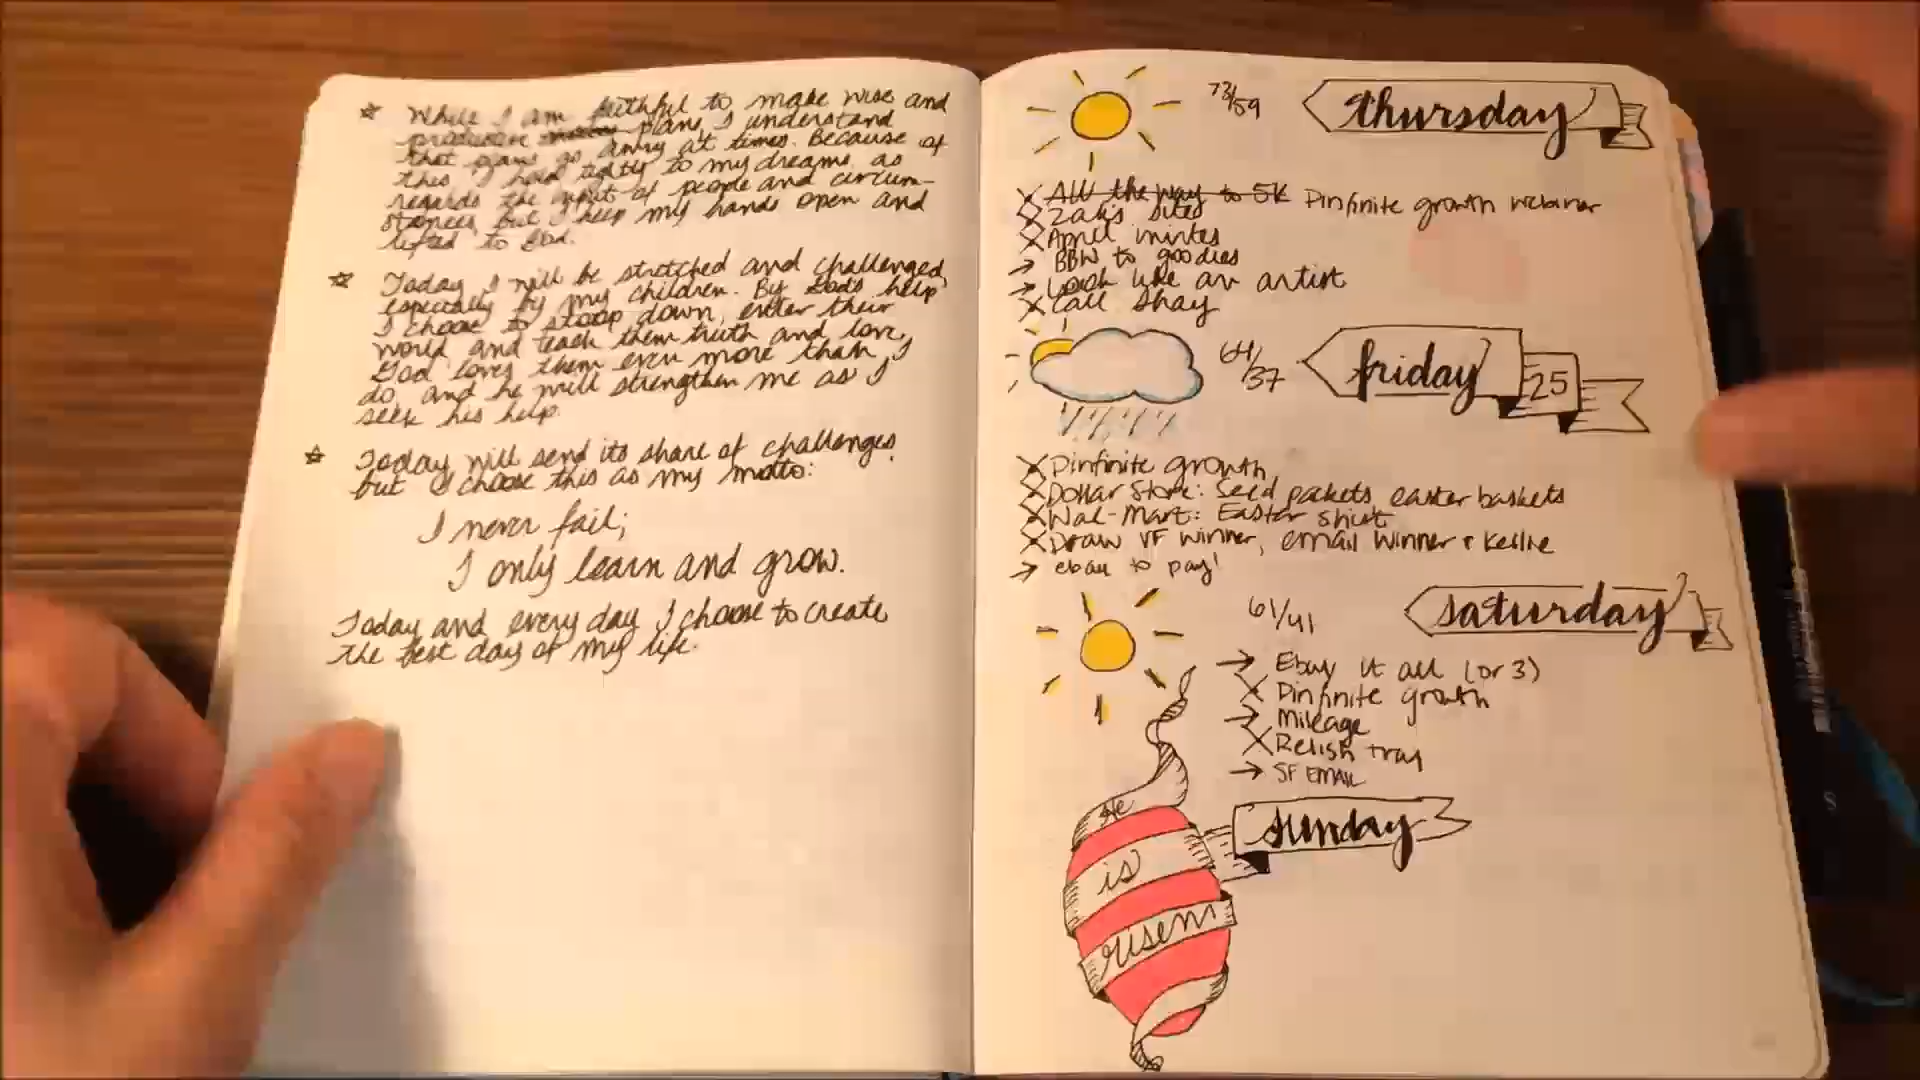 While I am faithful to make wise and
productive plans, I understand
that plans go awry at times. Because of
this I hold tightly to my dreams, as
regards the input of people and circum-
stances, but I keep my hands open and
lifted to God.
Today I will be stretched and challenged,
especially by my children. By God's help
I choose to stoop down, enter their
world and teach them truth and love.
God loves them even more than I
do and he will strengthen me as I
seek his help.
Today will send its share of challenges
but I choose this as my motto:
I never fail;
I only learn and grow.
Today and every day I choose to create
the best day of my life.
73/59
thursday
All the way to 5K Pinfinite growth webinar
Zak's sites
April invites
BBW to goodies
Look like an artist
Call Shay
64/37
friday
25
Pinfinite growth
Dollar Store: Seed packets, easter baskets
Wal-Mart: Easter shirt
Draw VF winner, email winner + Kellie
ebay to pay!
61/41
saturday
Ebay it all (or 3)
Pinfinite growth
Mileage
Relish tray
SF EMAIL
sunday
He
is
risen